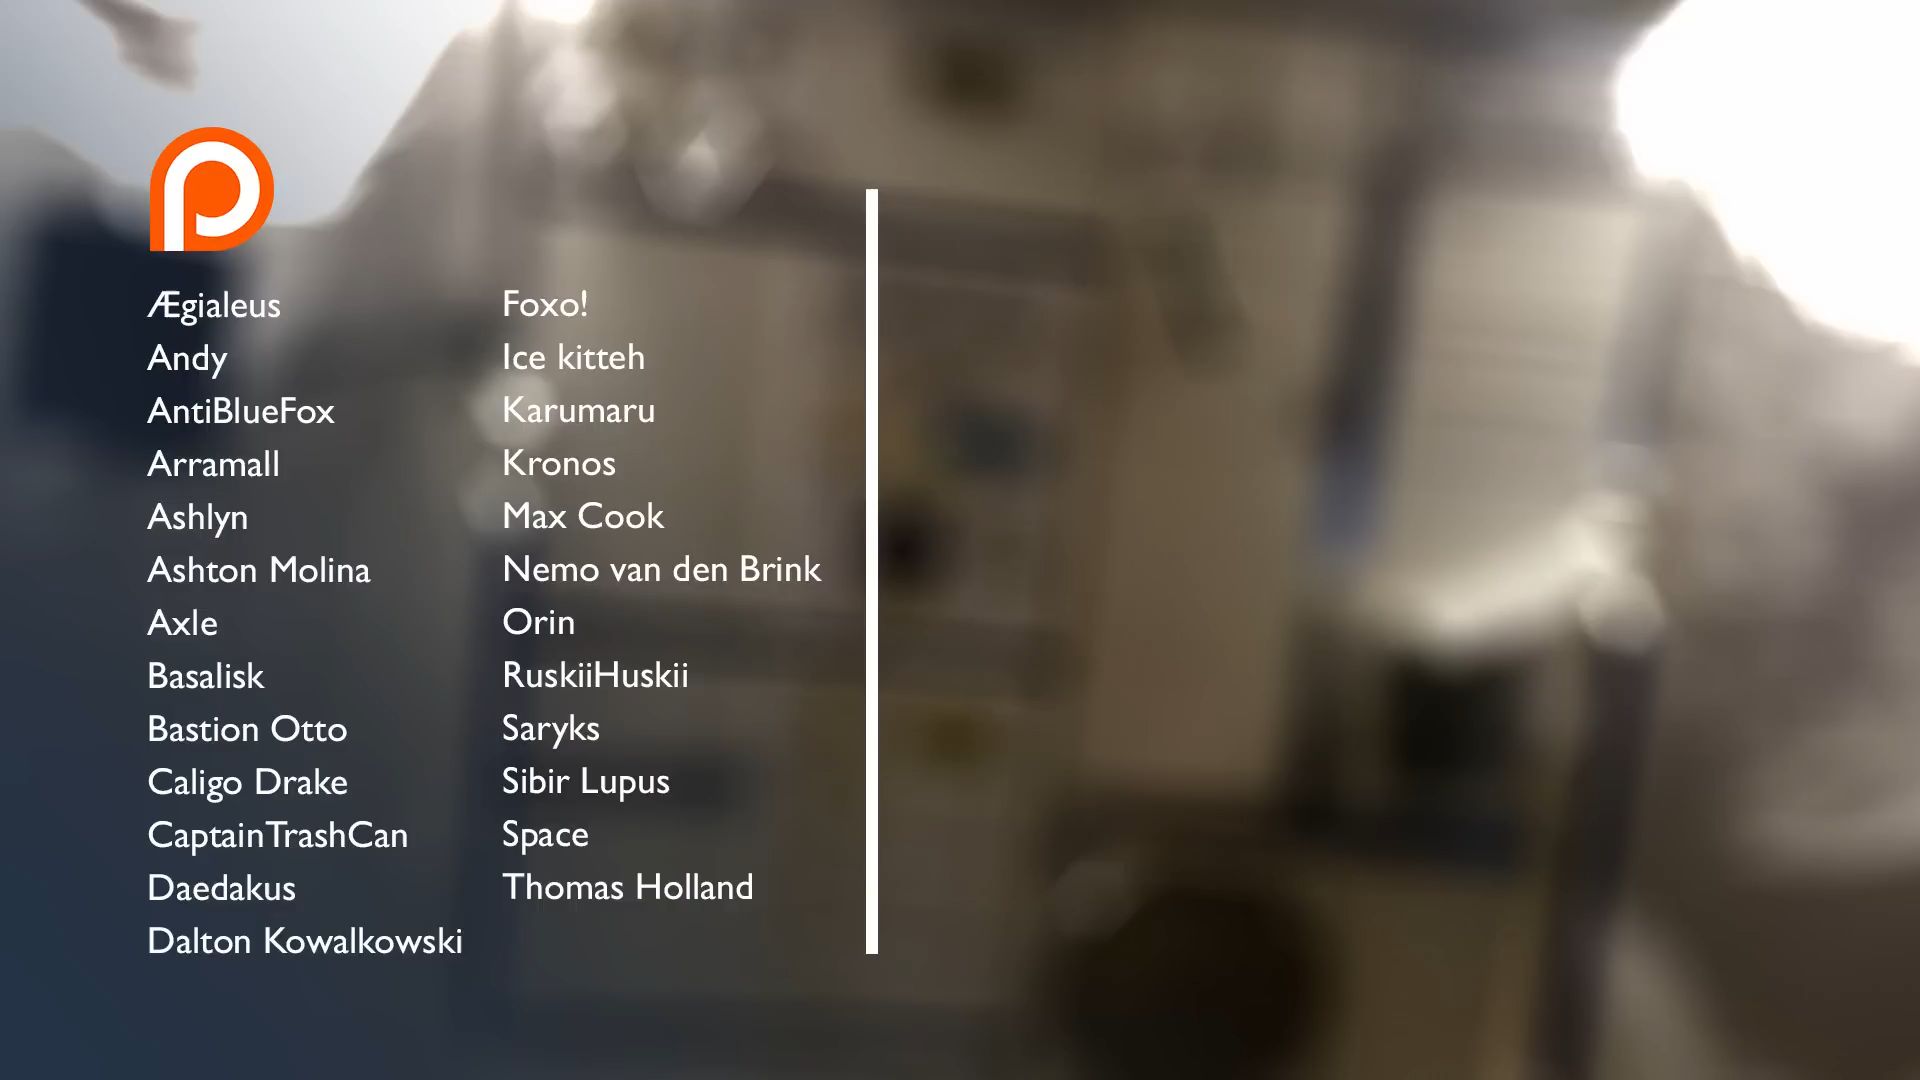 Ægialeus
Andy
AntiBlueFox
Arramall
Ashlyn
Ashton Molina
Axle
Basalisk
Bastion Otto
Caligo Drake
CaptainTrashCan
Daedakus
Dalton Kowalkowski
Foxo!
Ice kitteh
Karumaru
Kronos
Max Cook
Nemo van den Brink
Orin
RuskiiHuskii
Saryks
Sibir Lupus
Space
Thomas Holland